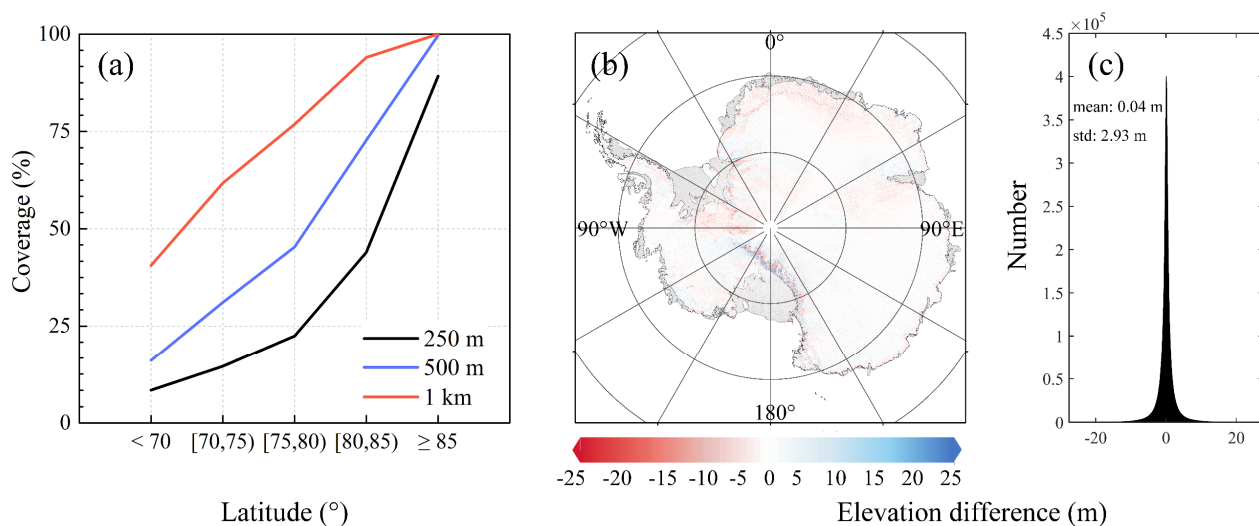 (a)
Coverage (%)
100
75
50
25
0
250 m
500 m
1 km
< 70
[70,75)
[75,80)
[80,85)
≥ 85
Latitude (°)
(b)
0°
90°W
90°E
180°
-25
-20
-15
-10
-5
0
5
10
15
20
25
(c)
×10⁵
mean: 0.04 m
std: 2.93 m
Number
4.5
4
3.5
3
2.5
2
1.5
1
0.5
0
-20
0
20
Elevation difference (m)